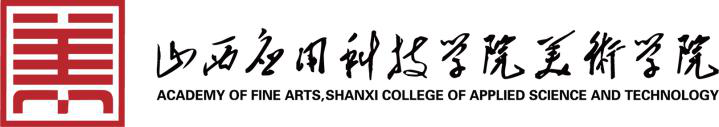 山西应用科技学院美術学院
ACADEMY OF FINE ARTS,SHANXI COLLEGE OF APPLIED SCIENCE AND TECHNOLOGY